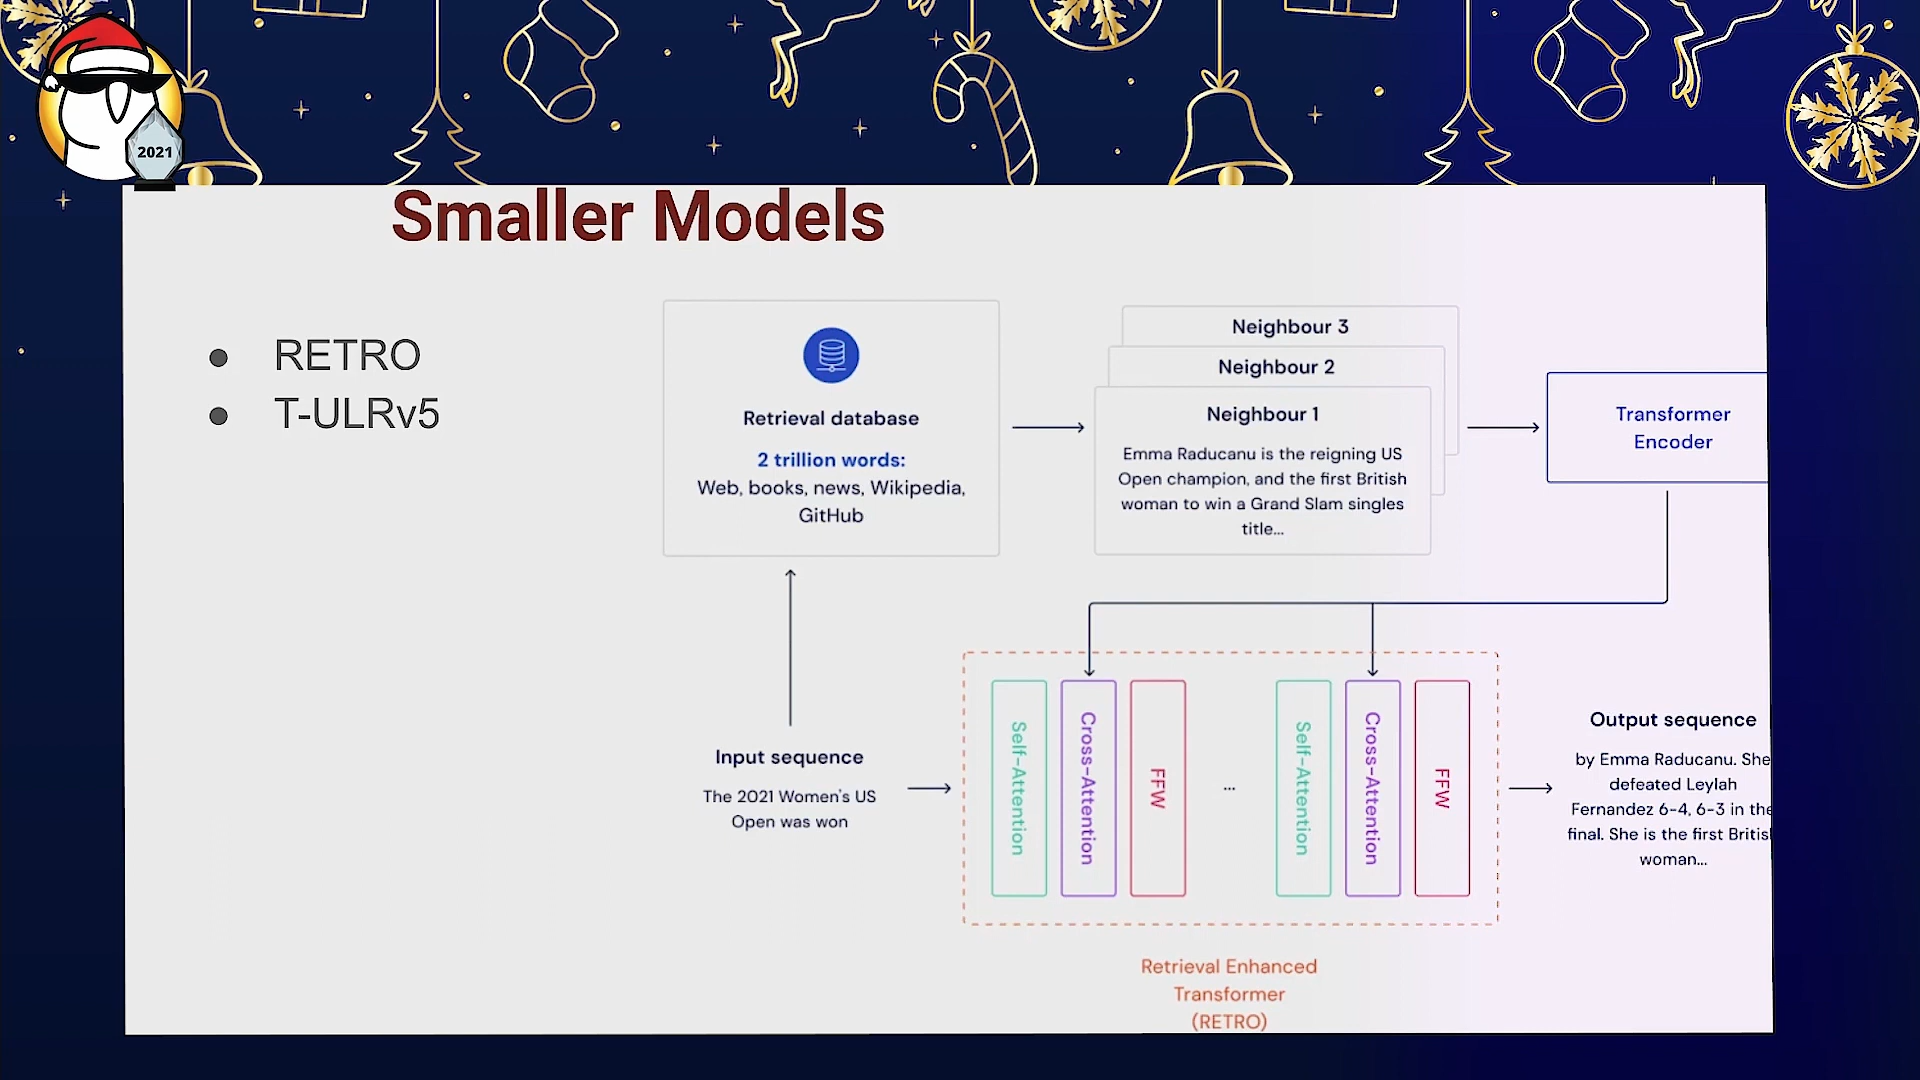 2021
Smaller Models
RETRO
T-ULRv5
Retrieval database
2 trillion words:
Web, books, news, Wikipedia,
GitHub
Neighbour 3
Neighbour 2
Neighbour 1
Emma Raducanu is the reigning US
Open champion, and the first British
woman to win a Grand Slam singles
title...
Transformer
Encoder
Input sequence
The 2021 Women's US
Open was won
Self-Attention
Cross-Attention
FFW
...
Self-Attention
Cross-Attention
FFW
Output sequence
by Emma Raducanu. She
defeated Leylah
Fernandez 6-4, 6-3 in the
final. She is the first British
woman...
Retrieval Enhanced
Transformer
(RETRO)